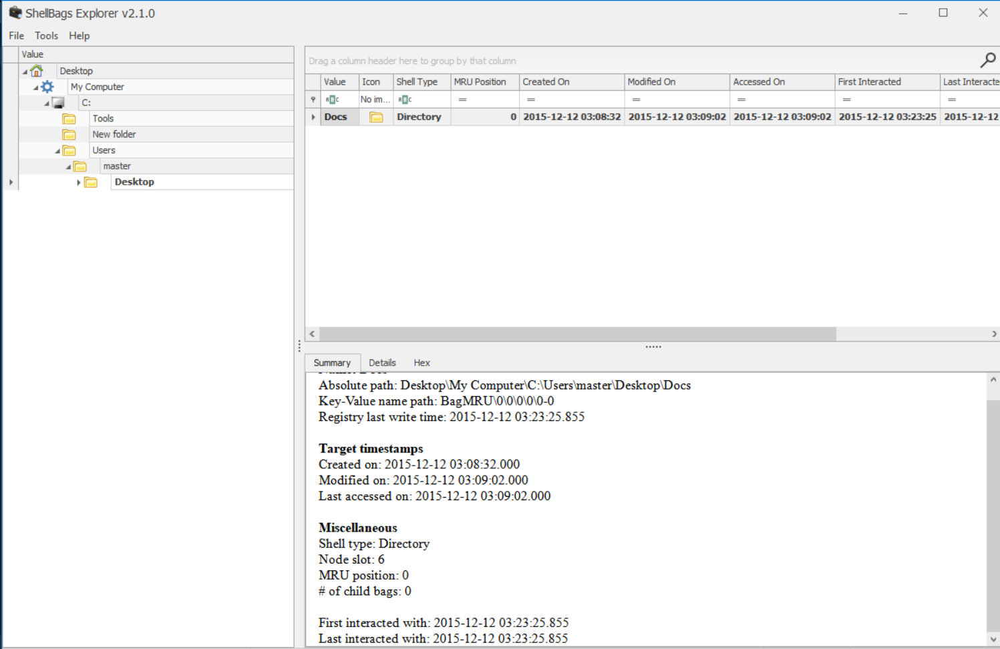 ShellBags Explorer v2.1.0
File Tools Help
Value
Desktop
My Computer
C:
Tools
New folder
Users
master
Desktop
Drag a column header here to group by that column
Value Icon Shell Type MRU Position Created On Modified On Accessed On First Interacted Last Interacte
ABC No im... ABC = = = = = =
Docs Directory 0 2015-12-12 03:08:32 2015-12-12 03:09:02 2015-12-12 03:09:02 2015-12-12 03:23:25 2015-12-12
Summary Details Hex
Absolute path: Desktop\My Computer\C:\Users\master\Desktop\Docs
Key-Value name path: BagMRU\0\0\0\0\0-0
Registry last write time: 2015-12-12 03:23:25.855
Target timestamps
Created on: 2015-12-12 03:08:32.000
Modified on: 2015-12-12 03:09:02.000
Last accessed on: 2015-12-12 03:09:02.000
Miscellaneous
Shell type: Directory
Node slot: 6
MRU position: 0
# of child bags: 0
First interacted with: 2015-12-12 03:23:25.855
Last interacted with: 2015-12-12 03:23:25.855